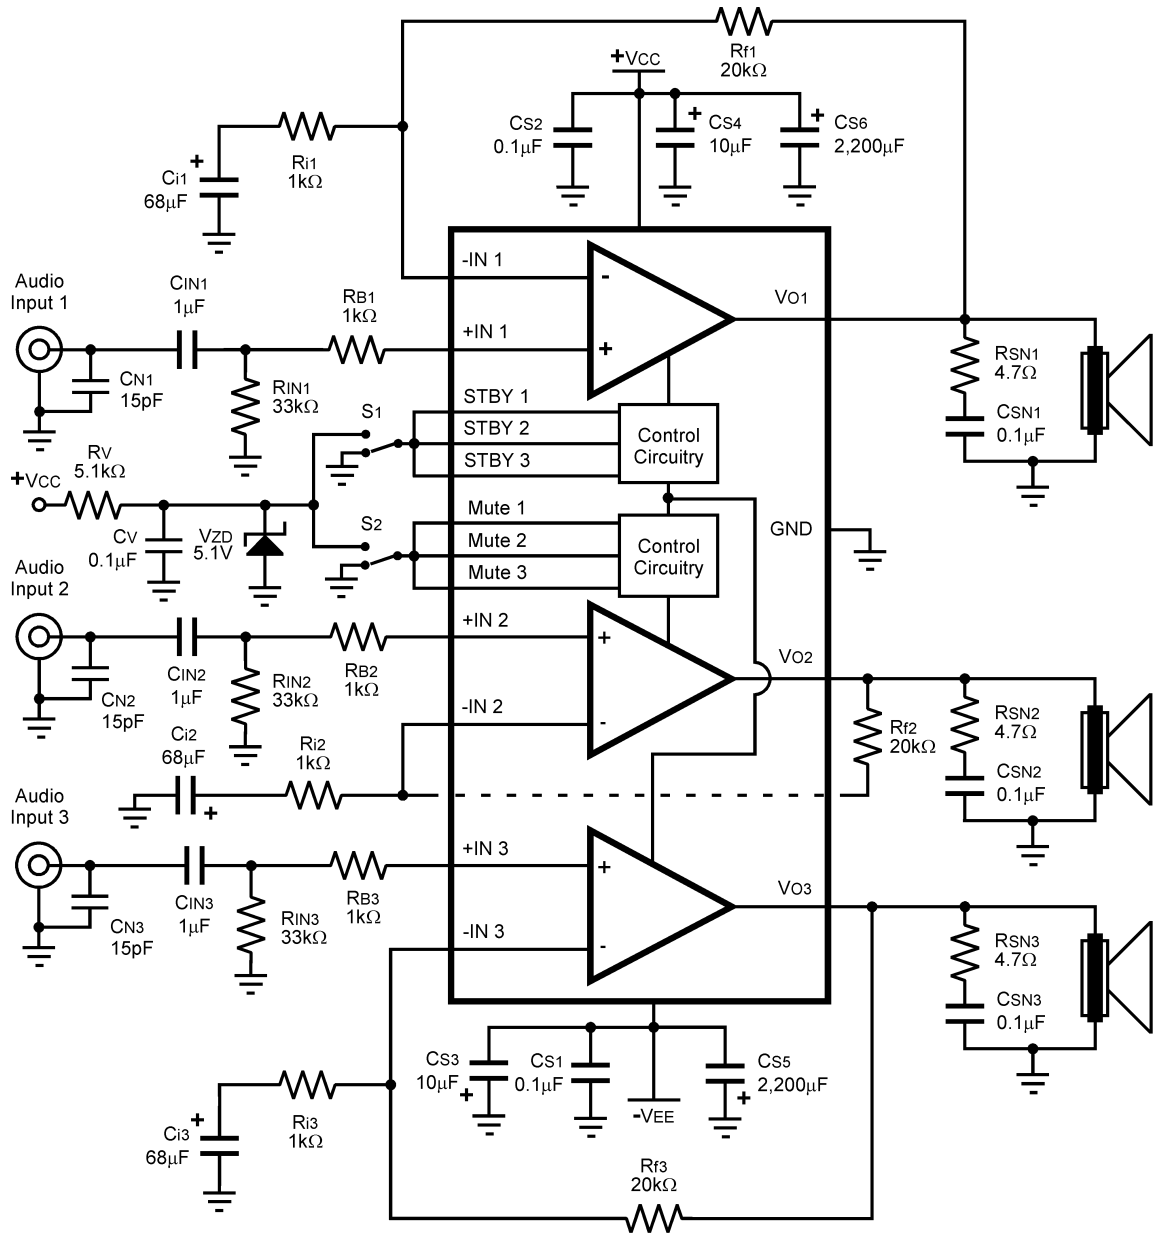 Rf1
20kΩ
+VCC
CS2
0.1µF
+
CS4
10µF
+
CS6
2,200µF
Ri1
1kΩ
+
Ci1
68µF
Audio
Input 1
CIN1
1µF
RB1
1kΩ
-IN 1
-
+IN 1
+
VO1
CN1
15pF
RIN1
33kΩ
RSN1
4.7Ω
CSN1
0.1µF
S1
STBY 1
STBY 2
STBY 3
Control
Circuitry
RV
5.1kΩ
+VCC
CV
0.1µF
VZD
5.1V
S2
Mute 1
Mute 2
Mute 3
Control
Circuitry
GND
Audio
Input 2
CIN2
1µF
RB2
1kΩ
+IN 2
+
-IN 2
-
VO2
CN2
15pF
RIN2
33kΩ
Rf2
20kΩ
RSN2
4.7Ω
CSN2
0.1µF
Ci2
68µF
+
Ri2
1kΩ
Audio
Input 3
CIN3
1µF
RB3
1kΩ
+IN 3
+
-IN 3
-
VO3
CN3
15pF
RIN3
33kΩ
RSN3
4.7Ω
CSN3
0.1µF
CS3
10µF
+
CS1
0.1µF
-VEE
CS5
2,200µF
+
+
Ci3
68µF
Ri3
1kΩ
Rf3
20kΩ